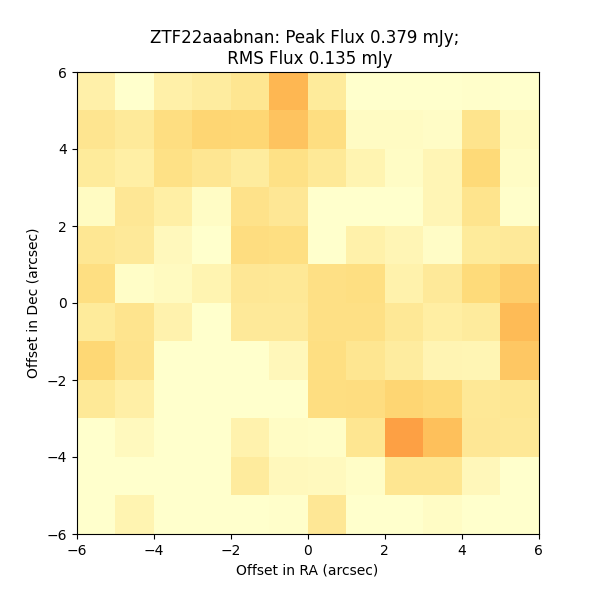 ZTF22aaabnan: Peak Flux 0.379 mJy;
RMS Flux 0.135 mJy
6
4
2
0
−2
−4
−6
Offset in Dec (arcsec)
−6 −4 −2 0 2 4 6
Offset in RA (arcsec)